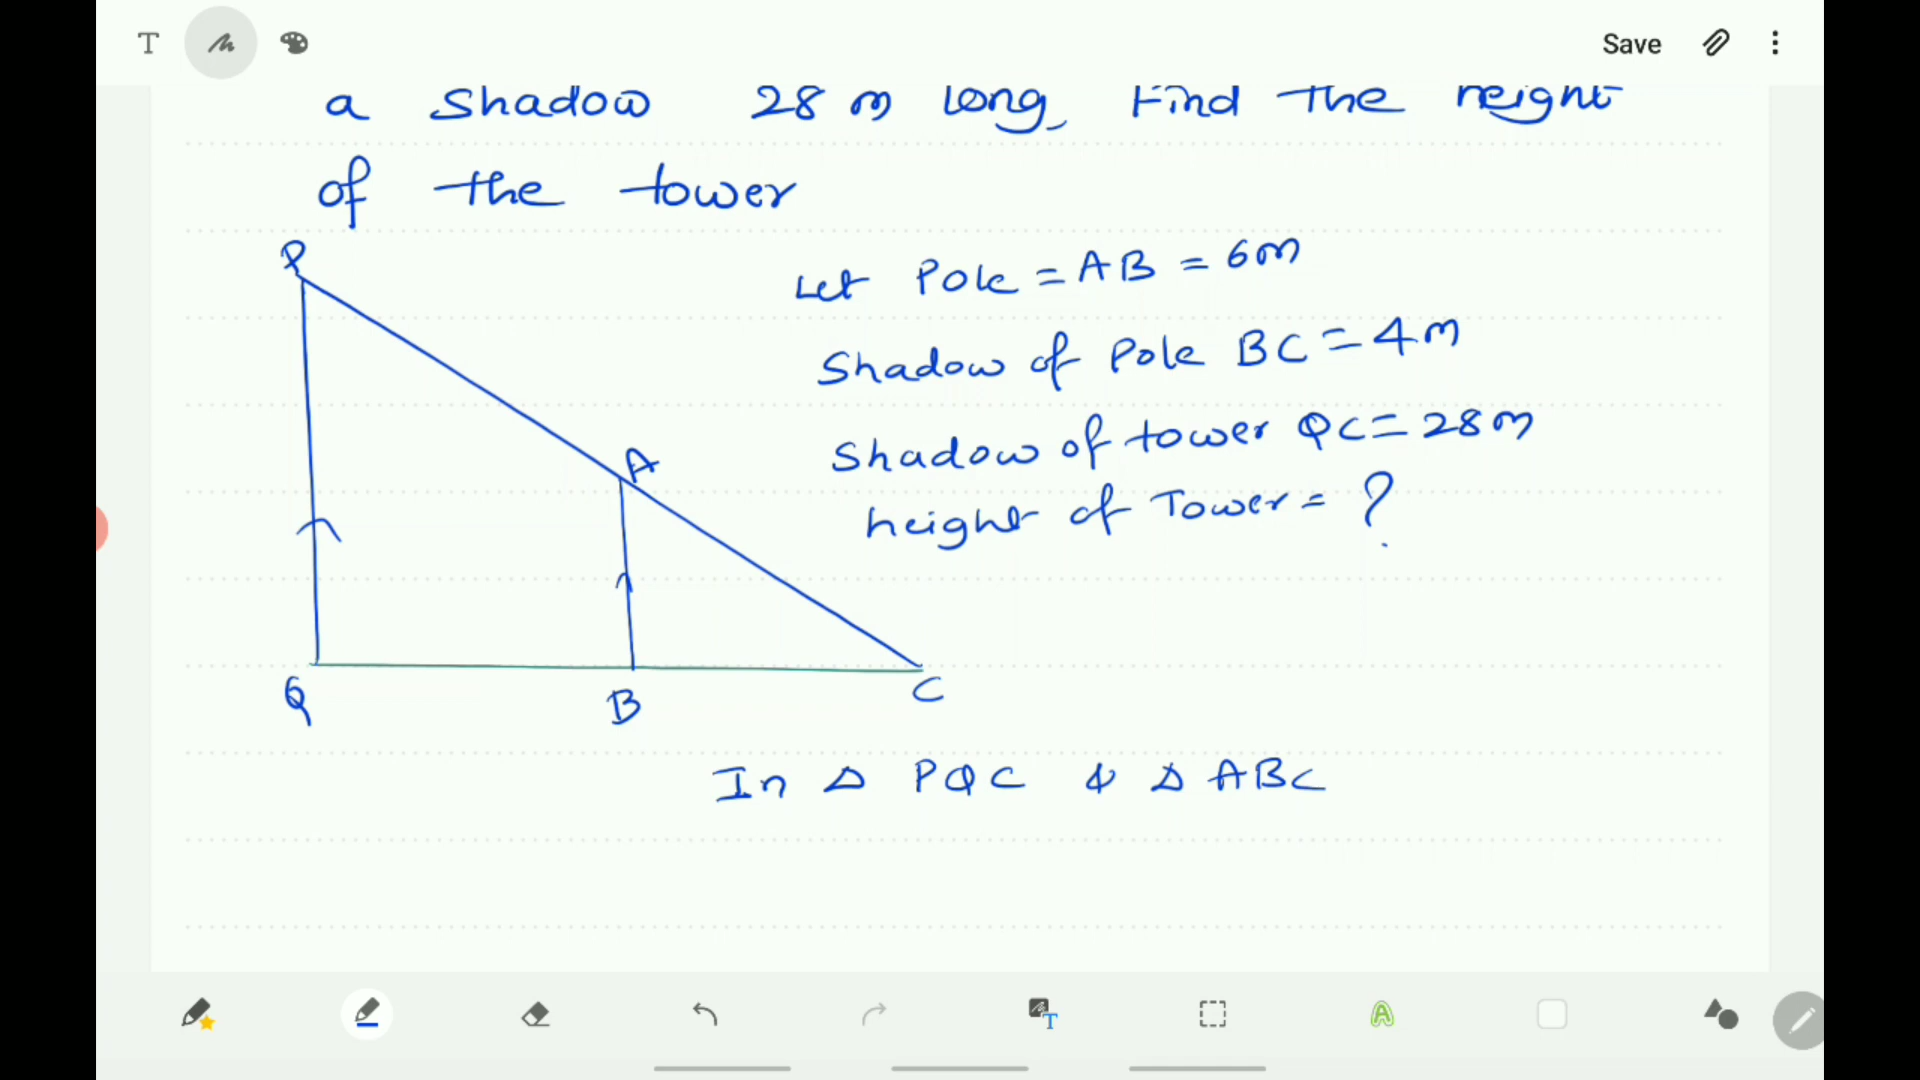 Save
a shadow 28 m long, Find the height
of the tower
P
Let Pole = AB = 6m
Shadow of Pole BC = 4m
Shadow of tower QC = 28m
A
height of Tower = ?
Q
B
C
In Δ PQC & Δ ABC